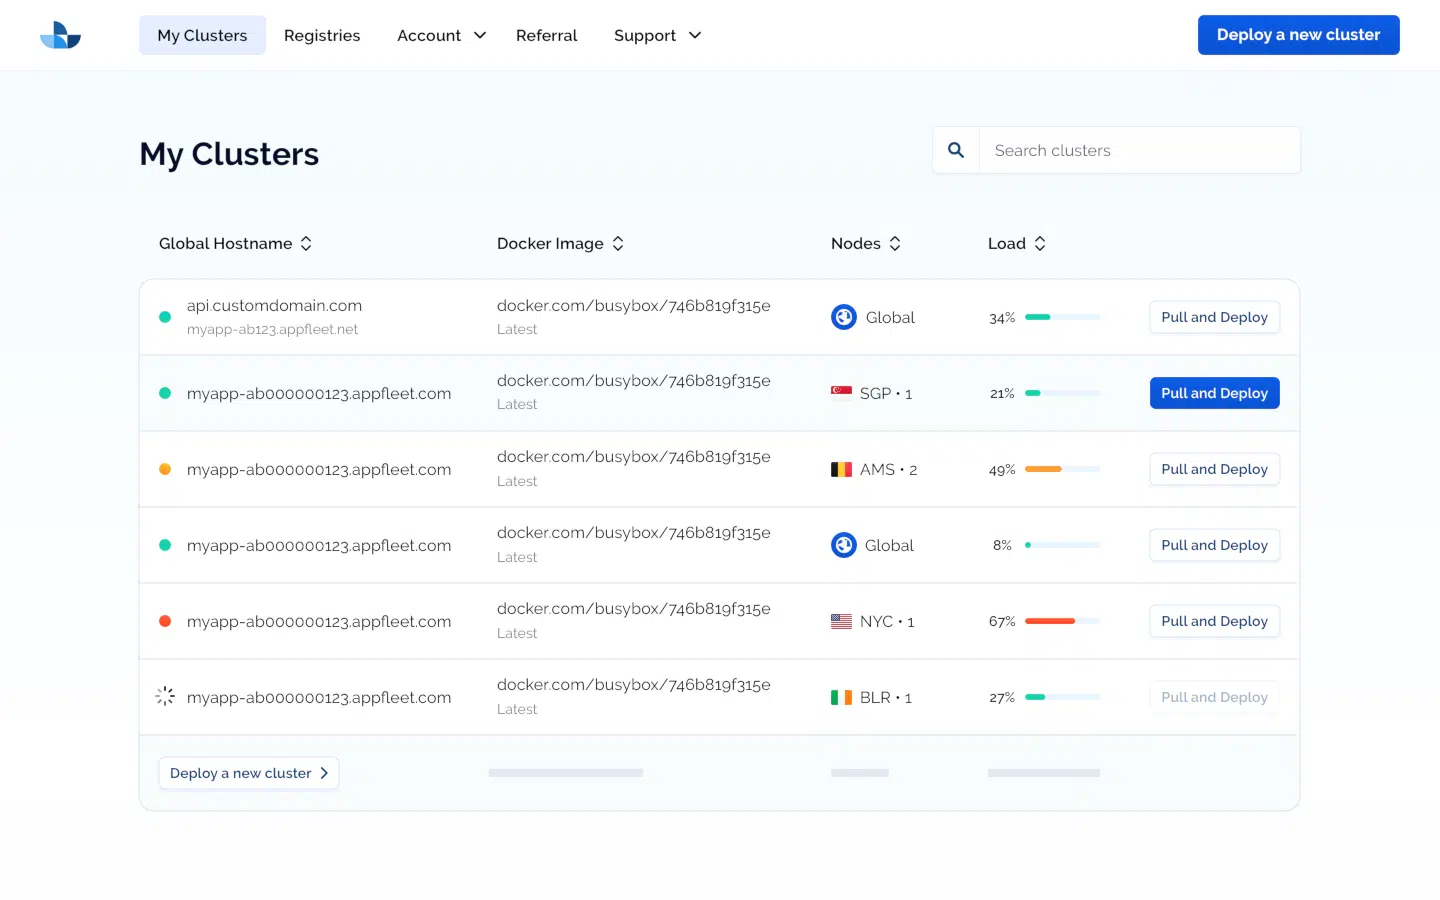 My Clusters
Registries
Account
Referral
Support
Deploy a new cluster
My Clusters
Search clusters
Global Hostname
Docker Image
Nodes
Load
api.customdomain.com
myapp-ab123.appfleet.net
docker.com/busybox/746b819f315e
Latest
Global
34%
Pull and Deploy
myapp-ab000000123.appfleet.com
docker.com/busybox/746b819f315e
Latest
SGP • 1
21%
Pull and Deploy
myapp-ab000000123.appfleet.com
docker.com/busybox/746b819f315e
Latest
AMS • 2
49%
Pull and Deploy
myapp-ab000000123.appfleet.com
docker.com/busybox/746b819f315e
Latest
Global
8%
Pull and Deploy
myapp-ab000000123.appfleet.com
docker.com/busybox/746b819f315e
Latest
NYC • 1
67%
Pull and Deploy
myapp-ab000000123.appfleet.com
docker.com/busybox/746b819f315e
Latest
BLR • 1
27%
Pull and Deploy
Deploy a new cluster